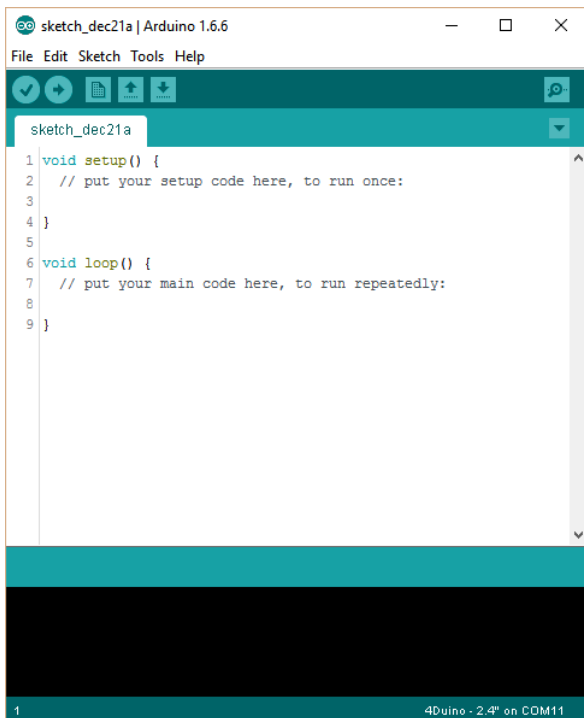 sketch_dec21a | Arduino 1.6.6
File Edit Sketch Tools Help
sketch_dec21a
1 void setup() {
2 // put your setup code here, to run once:
3
4 }
5
6 void loop() {
7 // put your main code here, to run repeatedly:
8
9 }
1 4Duino - 2.4" on COM11